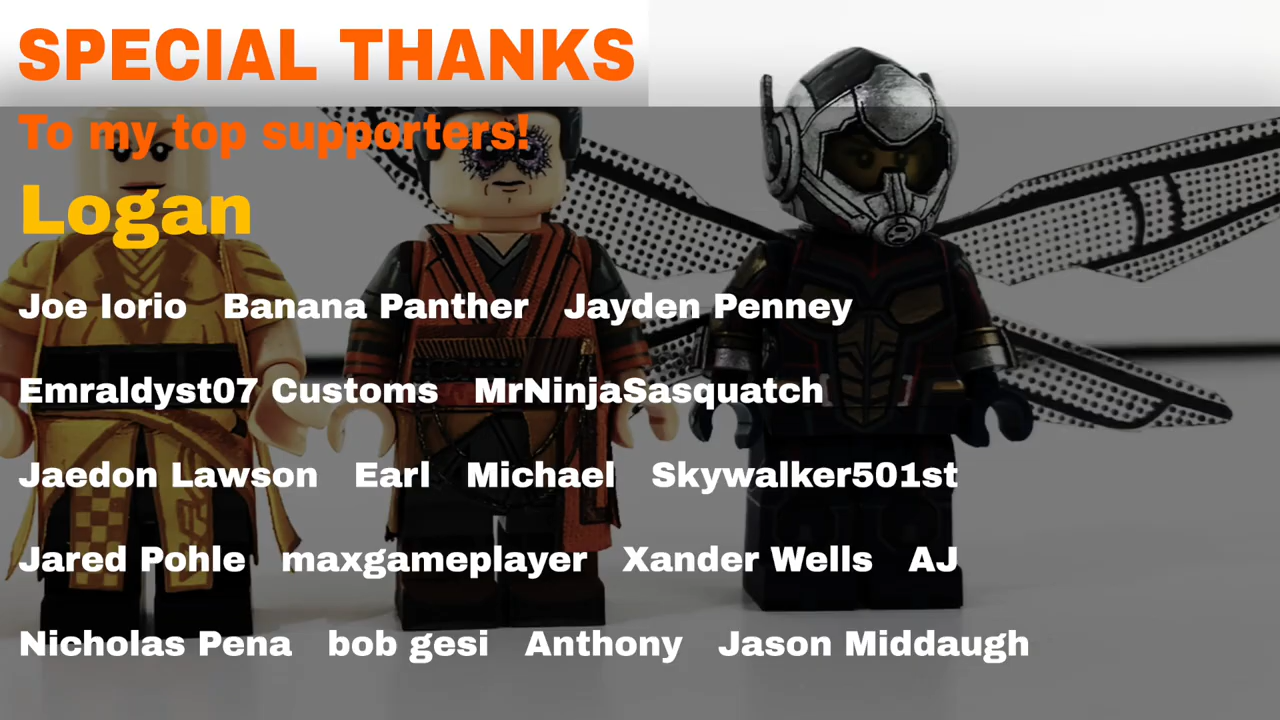 SPECIAL THANKS
To my top supporters!
Logan
Joe Iorio Banana Panther Jayden Penney
Emraldyst07 Customs MrNinjaSasquatch
Jaedon Lawson Earl Michael Skywalker501st
Jared Pohle maxgameplayer Xander Wells AJ
Nicholas Pena bob gesi Anthony Jason Middaugh